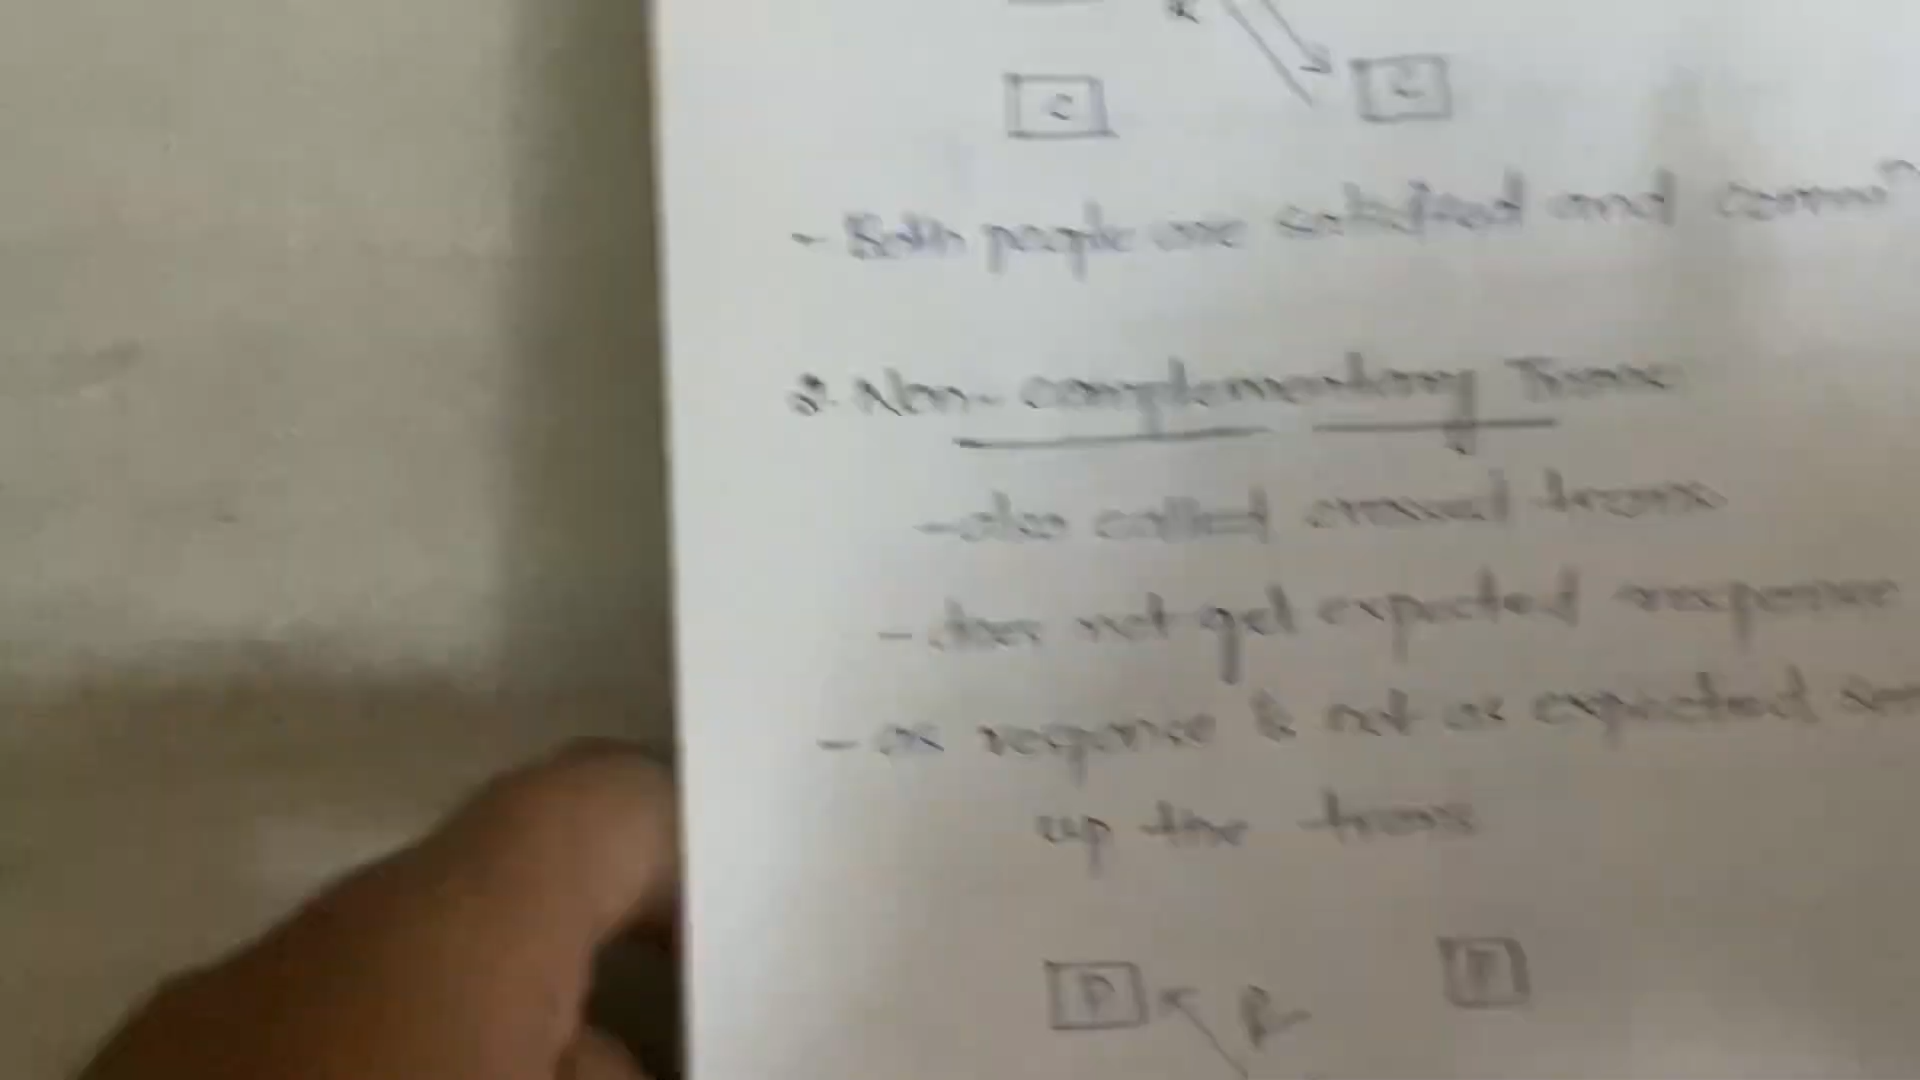 C C
- Both people are satisfied and comm^n
2. Non-complementary Trans
- also called crossed trans
- does not get expected response
- as response is not as expected
up the trans
P R P